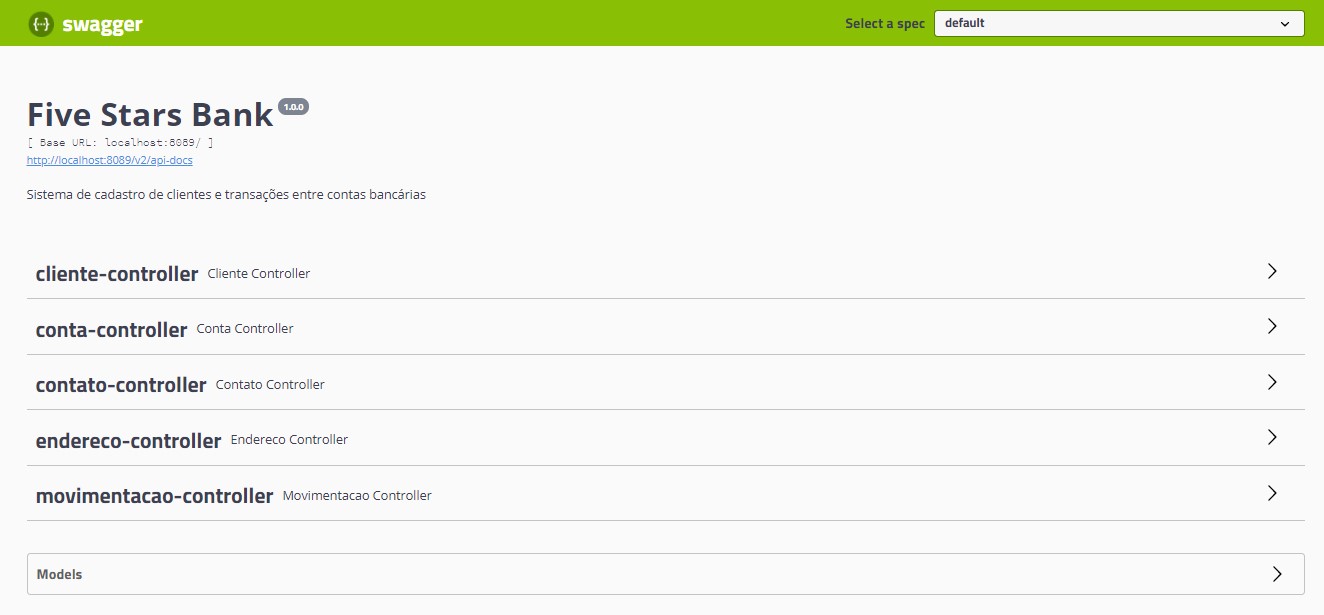 {···} swagger Select a spec default
Five Stars Bank 1.0.0
[ Base URL: localhost:8089/ ]
http://localhost:8089/v2/api-docs
Sistema de cadastro de clientes e transações entre contas bancárias
cliente-controller Cliente Controller
conta-controller Conta Controller
contato-controller Contato Controller
endereco-controller Endereco Controller
movimentacao-controller Movimentacao Controller
Models